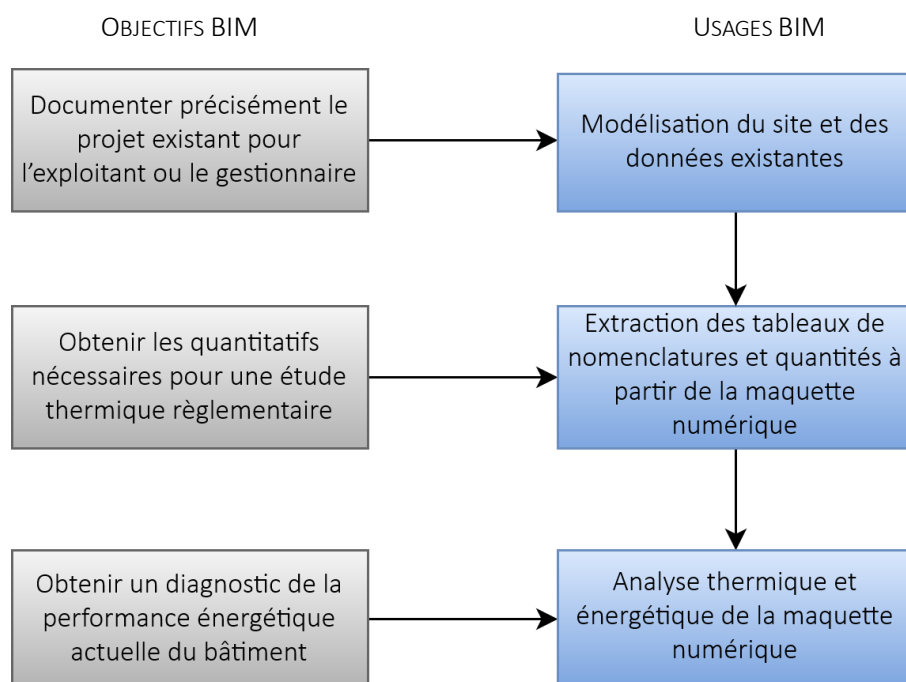 OBJECTIFS BIM
USAGES BIM
Documenter précisément le
projet existant pour
l'exploitant ou le gestionnaire
Modélisation du site et des
données existantes
Obtenir les quantitatifs
nécessaires pour une étude
thermique règlementaire
Extraction des tableaux de
nomenclatures et quantités à
partir de la maquette
numérique
Obtenir un diagnostic de la
performance énergétique
actuelle du bâtiment
Analyse thermique et
énergétique de la maquette
numérique